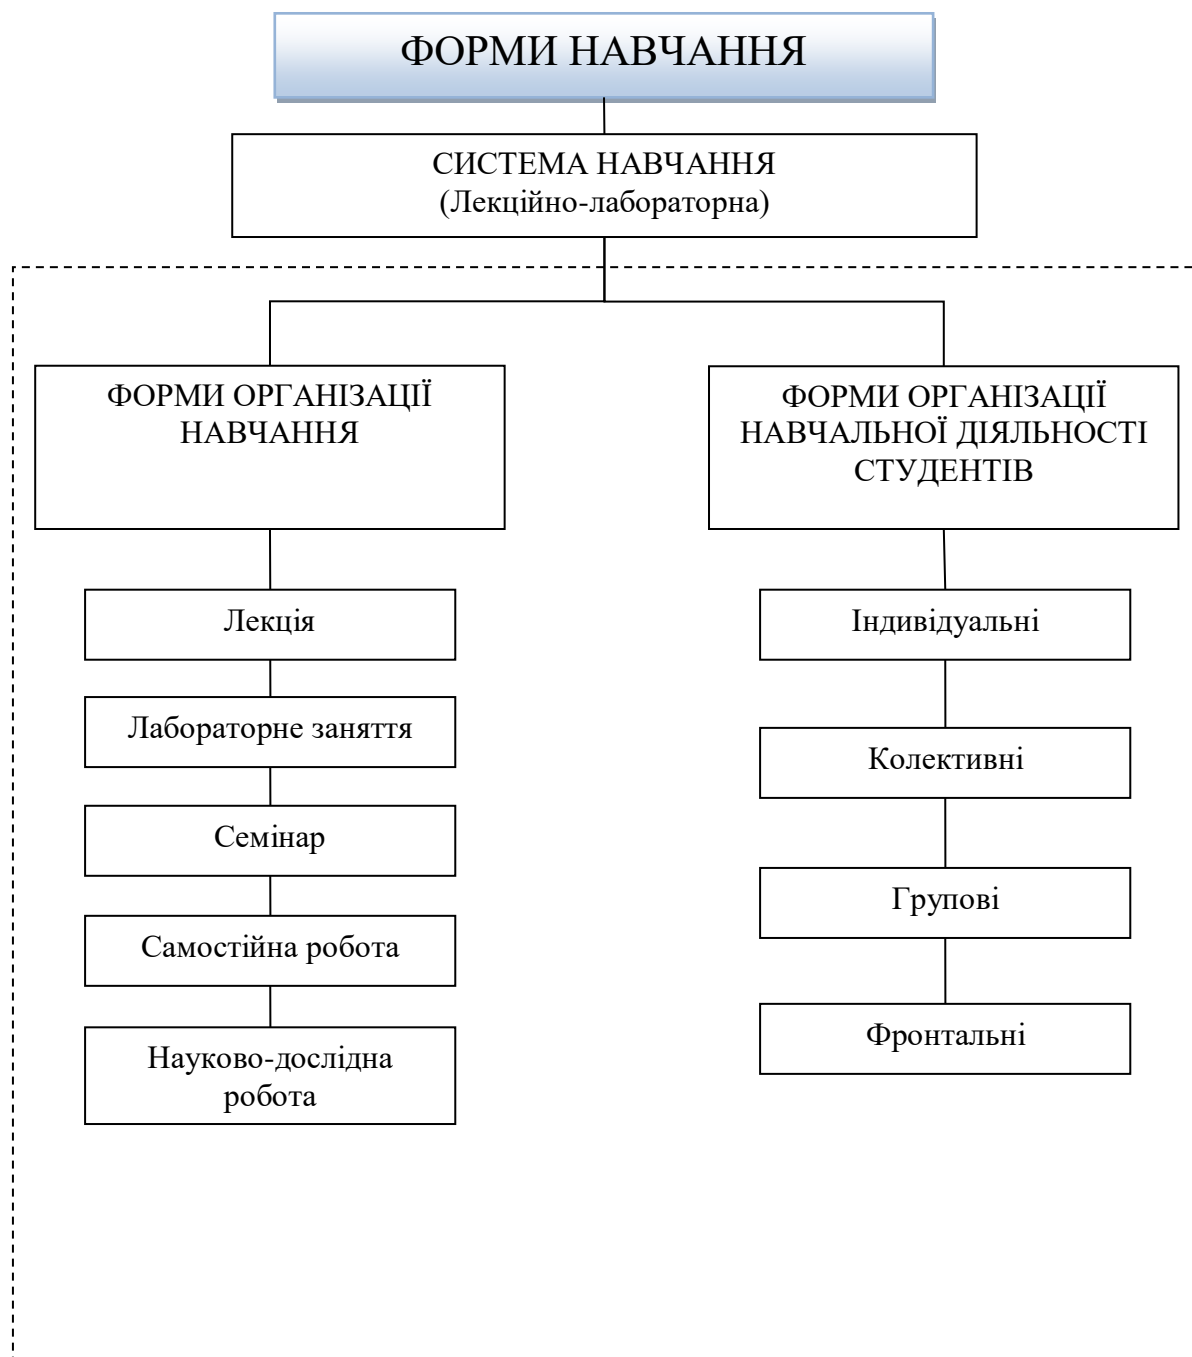 ФОРМИ НАВЧАННЯ
СИСТЕМА НАВЧАННЯ
(Лекційно-лабораторна)
ФОРМИ ОРГАНІЗАЦІЇ
НАВЧАННЯ
Лекція
Лабораторне заняття
Семінар
Самостійна робота
Науково-дослідна
робота
ФОРМИ ОРГАНІЗАЦІЇ
НАВЧАЛЬНОЇ ДІЯЛЬНОСТІ
СТУДЕНТІВ
Індивідуальні
Колективні
Групові
Фронтальні